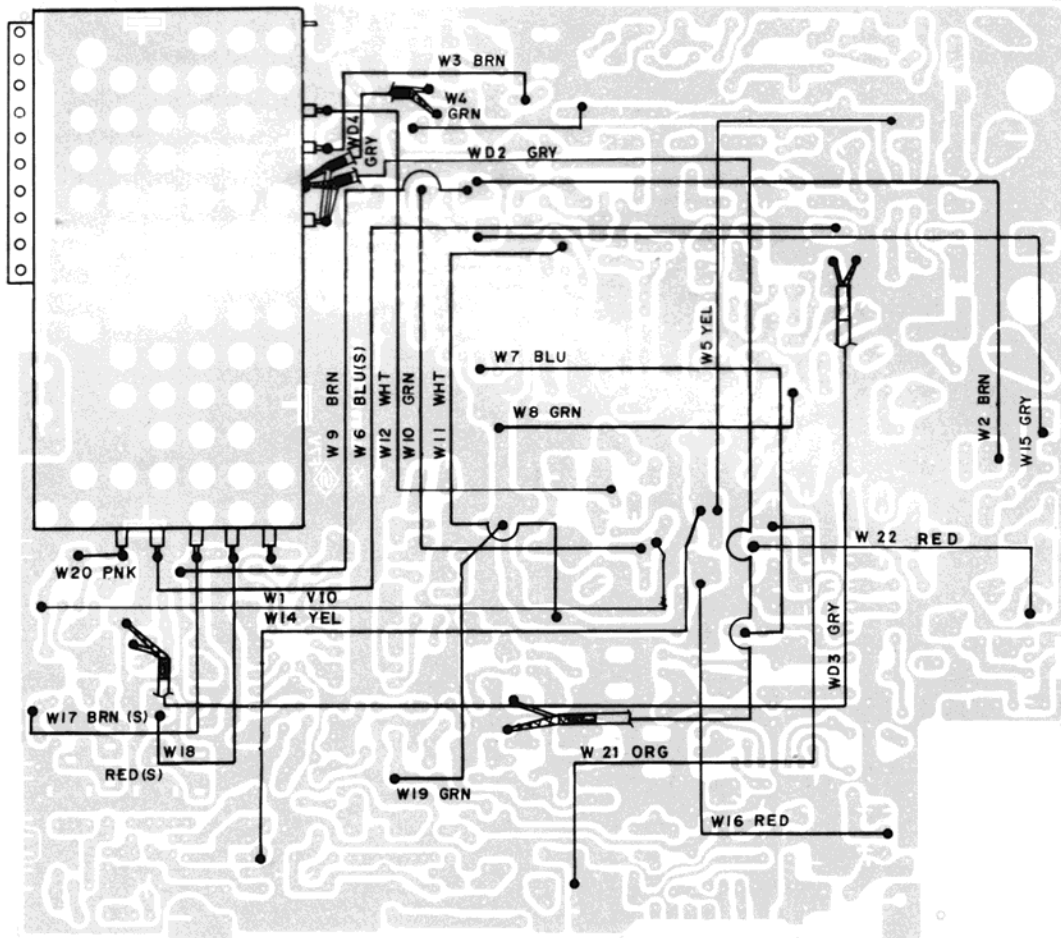 W3 BRN
W4
GRN
WD4
GRY
WD2 GRY
W5 YEL
W7 BLU
W8 GRN
W9 BRN
W6 BLU(S)
W12 WHT
W10 GRN
W11 WHT
W2 BRN
W15 GRY
W20 PNK
W 22 RED
W1 VIO
W14 YEL
WD3 GRY
W17 BRN (S)
W18
RED(S)
W 21 ORG
W19 GRN
W16 RED